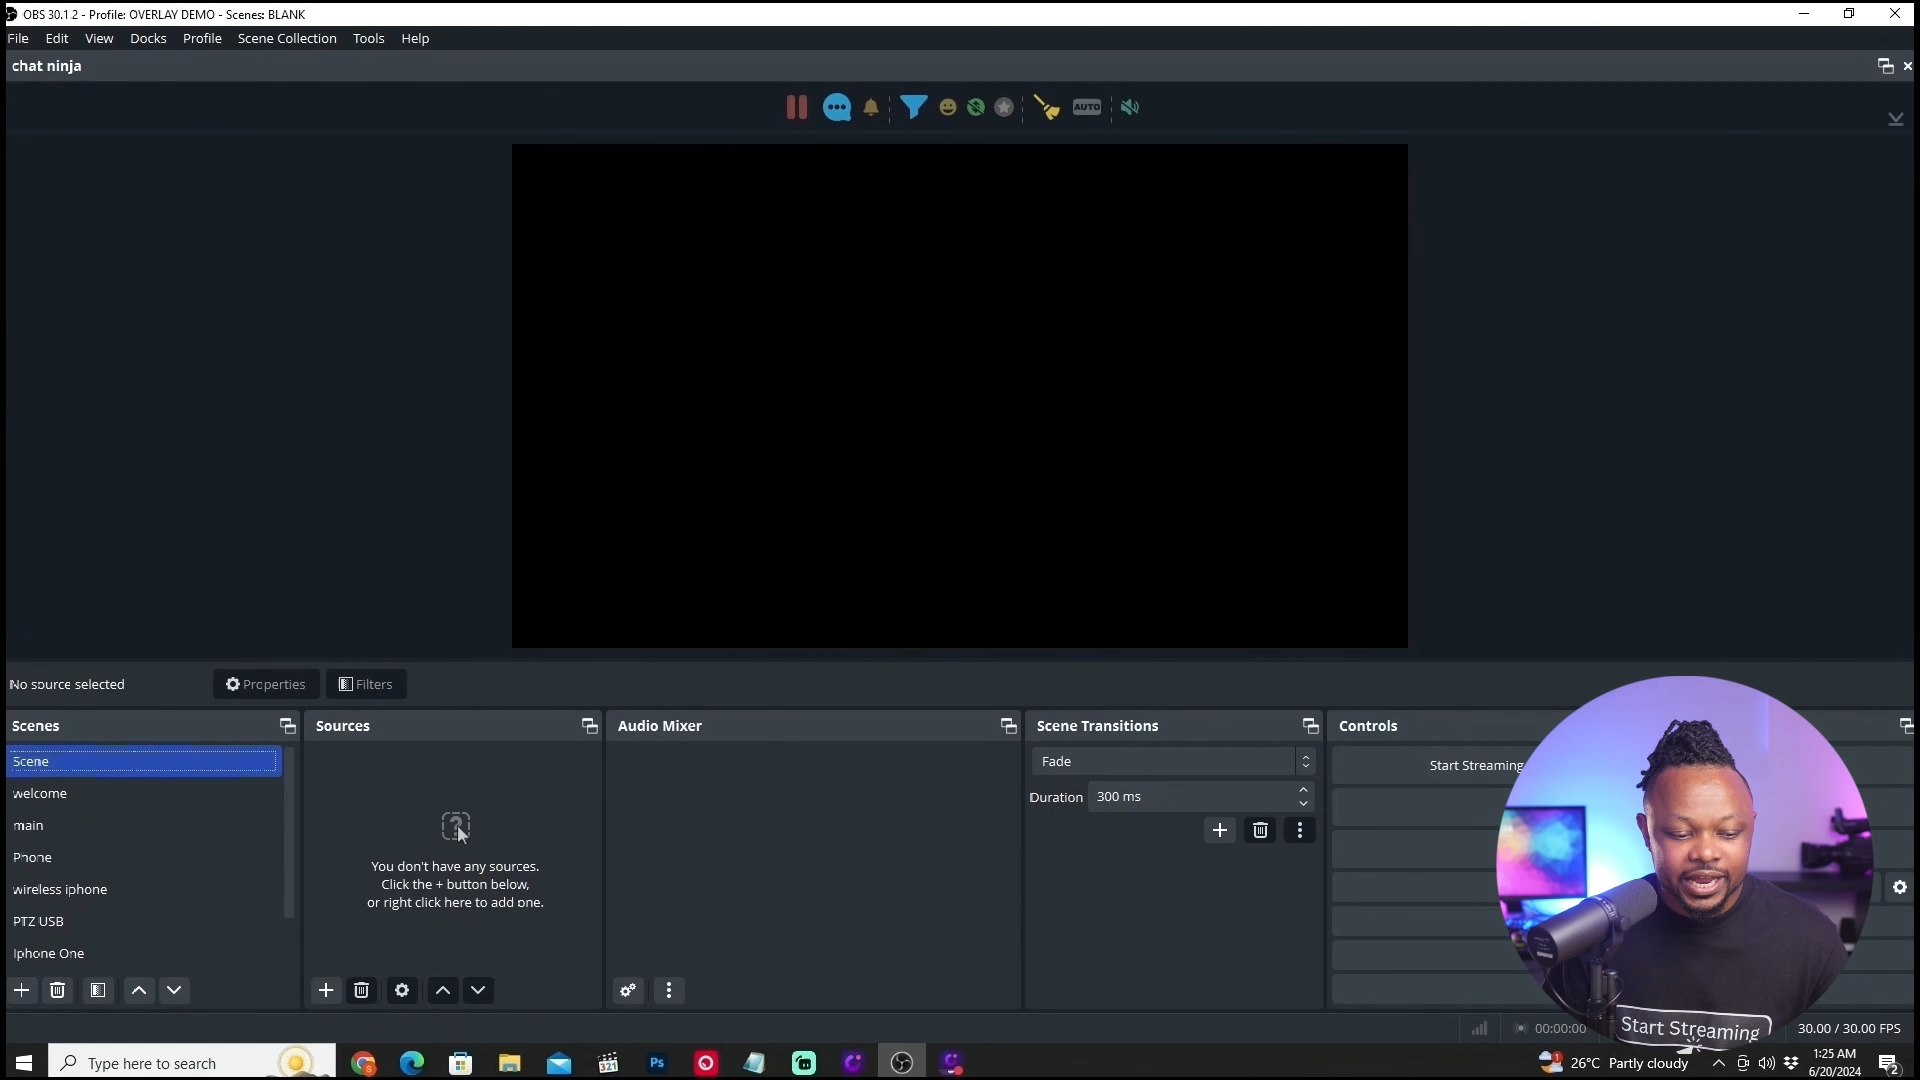 OBS 30.1.2 - Profile: OVERLAY DEMO - Scenes: BLANK
File Edit View Docks Profile Scene Collection Tools Help
chat ninja
AUTO
No source selected Properties Filters
Scenes Sources Audio Mixer Scene Transitions Controls
Scene
welcome
main
Phone
wireless iphone
PTZ USB
Iphone One
You don't have any sources.
Click the + button below,
or right click here to add one.
Fade
Duration 300 ms
Start Streaming
Start Streaming
00:00:00
30.00 / 30.00 FPS
Type here to search
321
Ps
1
26°C Partly cloudy
1:25 AM
6/20/2024
2